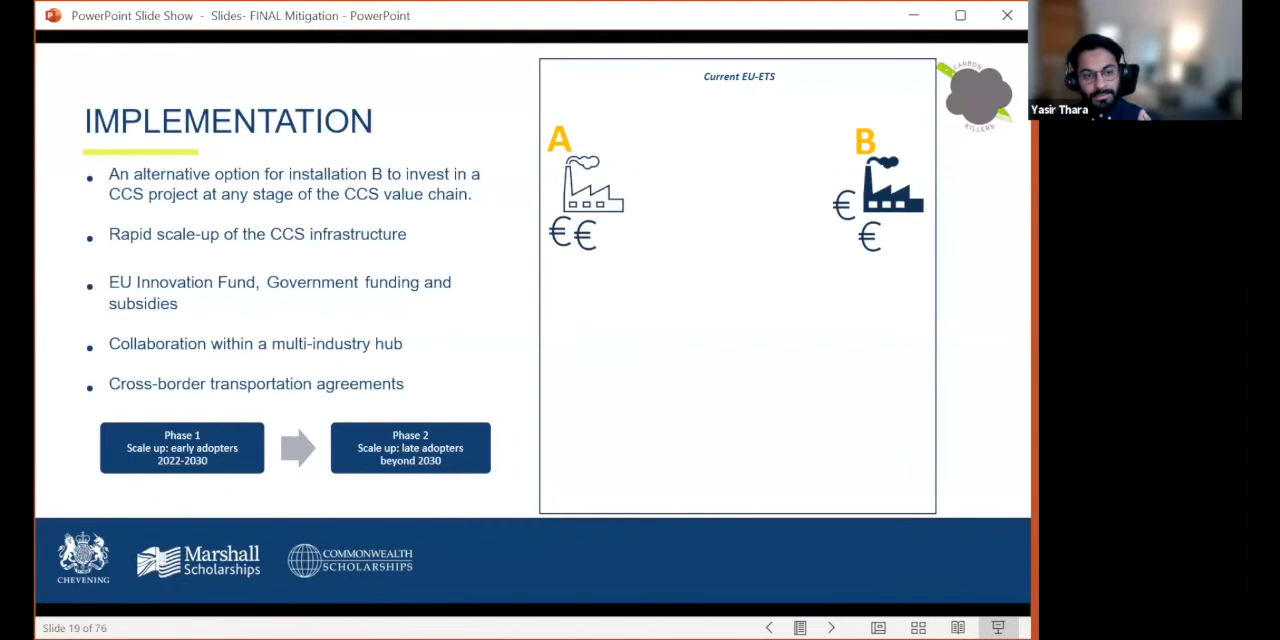 PowerPoint Slide Show - Slides- FINAL Mitigation - PowerPoint
Current EU-ETS
CARBON
KILLERS
Yasir Thara
IMPLEMENTATION
• An alternative option for installation B to invest in a
CCS project at any stage of the CCS value chain.
• Rapid scale-up of the CCS infrastructure
• EU Innovation Fund, Government funding and
subsidies
• Collaboration within a multi-industry hub
• Cross-border transportation agreements
A
€€
B
€
€
Phase 1
Scale up: early adopters
2022-2030
Phase 2
Scale up: late adopters
beyond 2030
CHEVENING
Marshall
Scholarships
COMMONWEALTH
SCHOLARSHIPS
Slide 19 of 76